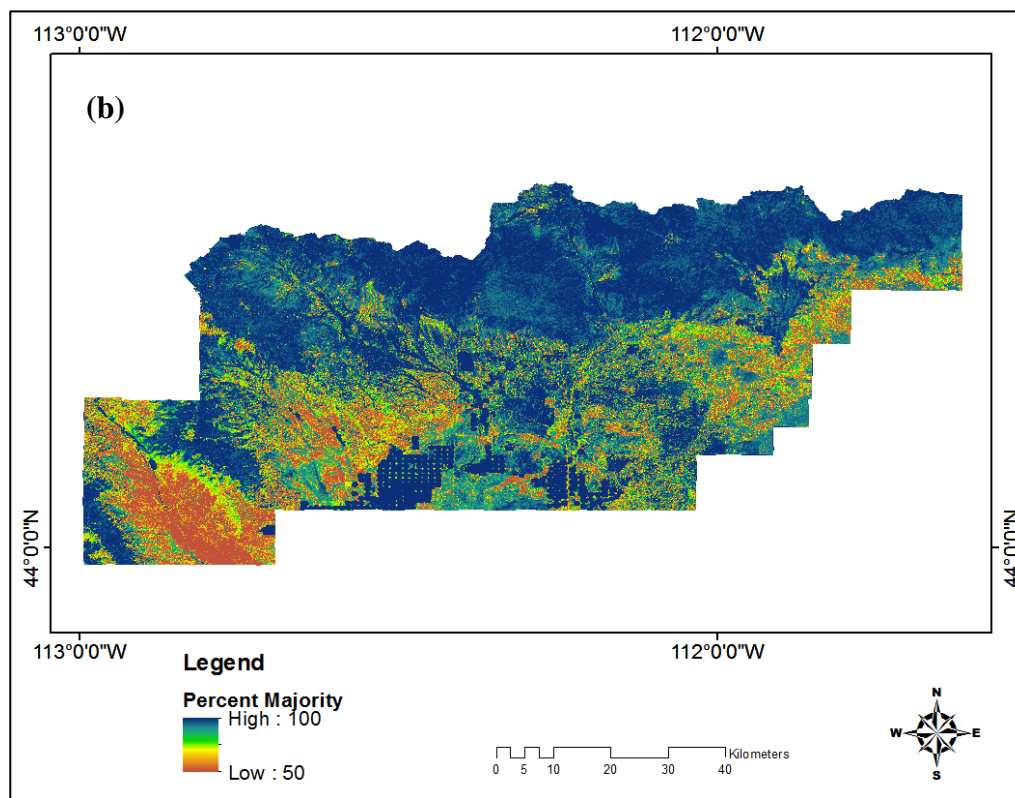 113°0'0"W 112°0'0"W
(b)
44°0'0"N 44°0'0"N
113°0'0"W 112°0'0"W
Legend
Percent Majority
High : 100
Low : 50
N
W E
S
Kilometers
0 5 10 20 30 40